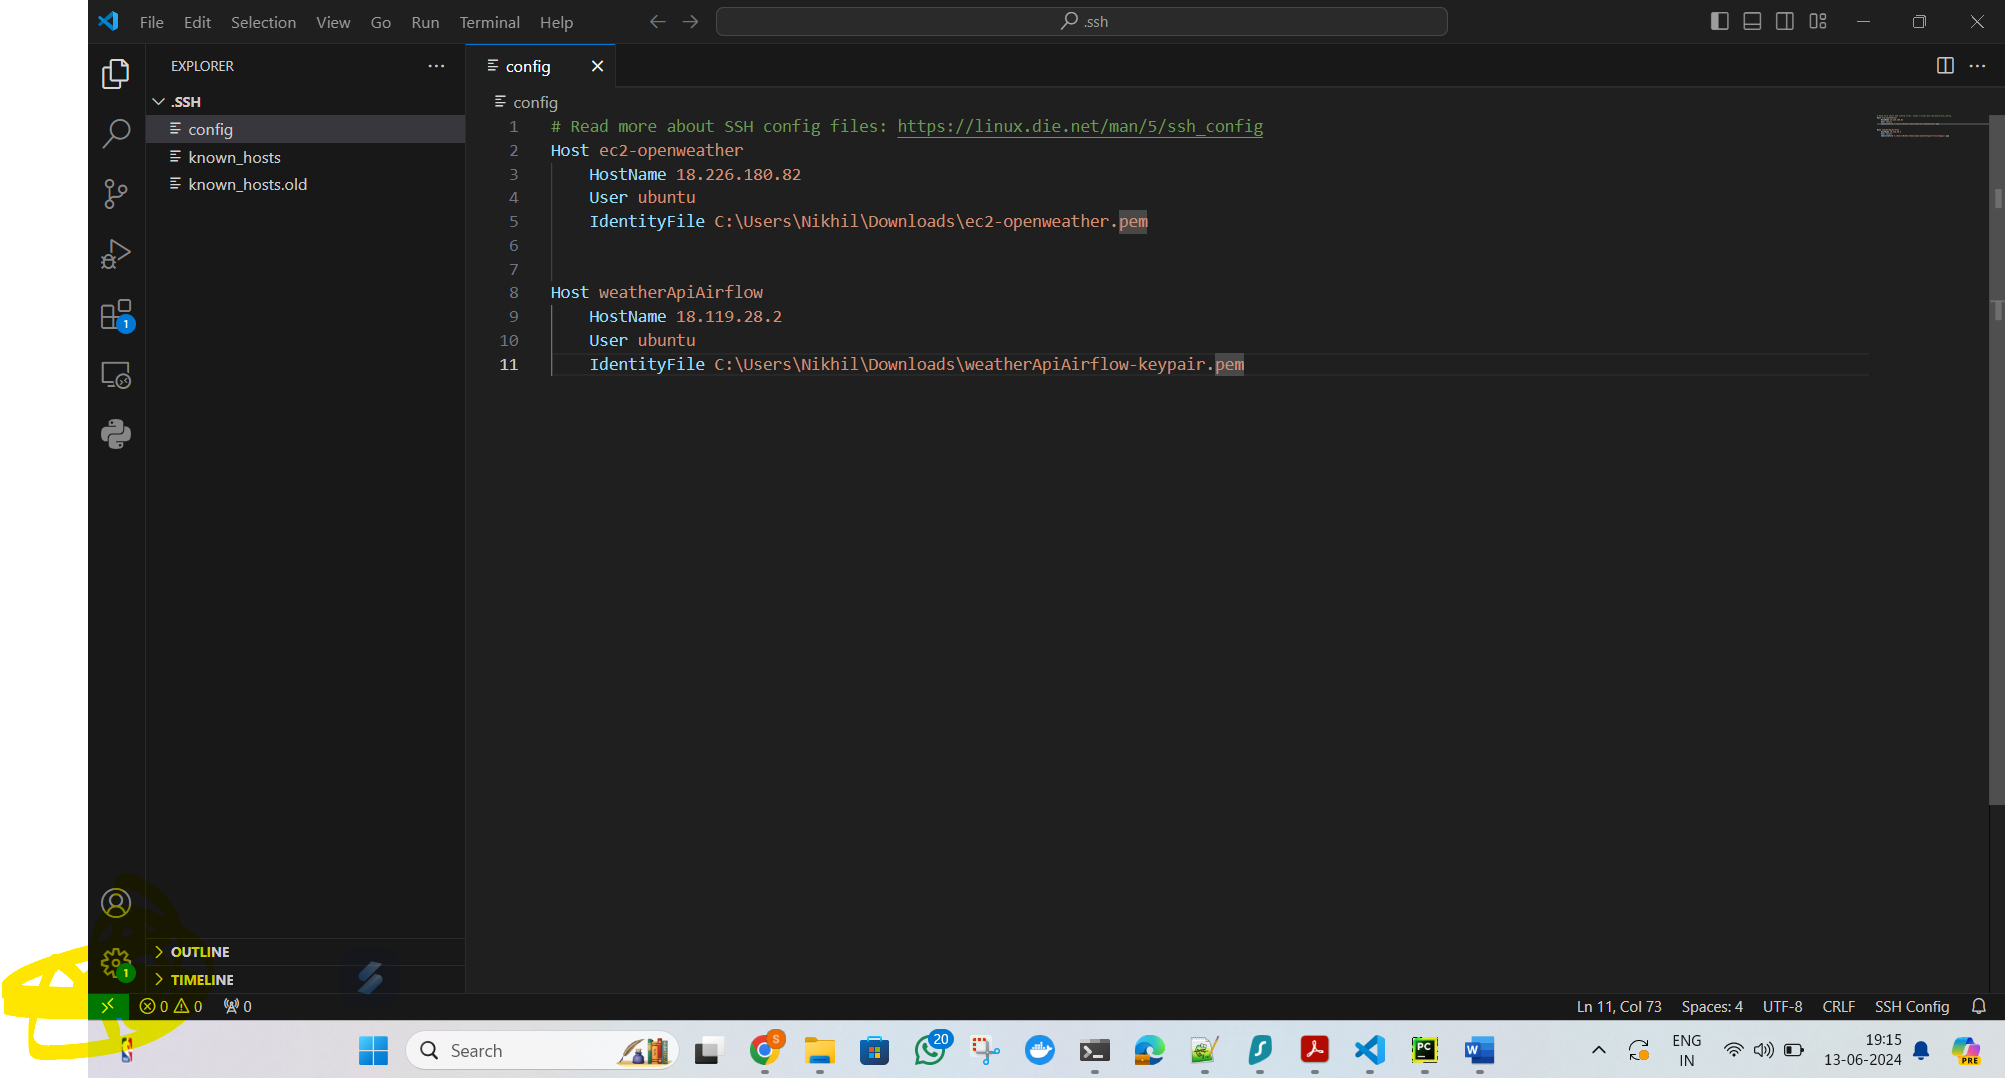 File Edit Selection View Go Run Terminal Help
.ssh
EXPLORER
.SSH
config
known_hosts
known_hosts.old
OUTLINE
TIMELINE
config
config
1 # Read more about SSH config files: https://linux.die.net/man/5/ssh_config
2 Host ec2-openweather
3 HostName 18.226.180.82
4 User ubuntu
5 IdentityFile C:\Users\Nikhil\Downloads\ec2-openweather.pem
6
7
8 Host weatherApiAirflow
9 HostName 18.119.28.2
10 User ubuntu
11 IdentityFile C:\Users\Nikhil\Downloads\weatherApiAirflow-keypair.pem
1
1
0 0 0
Ln 11, Col 73 Spaces: 4 UTF-8 CRLF SSH Config
Search
S
20
PC
W
ENG
IN
19:15
13-06-2024
PRE